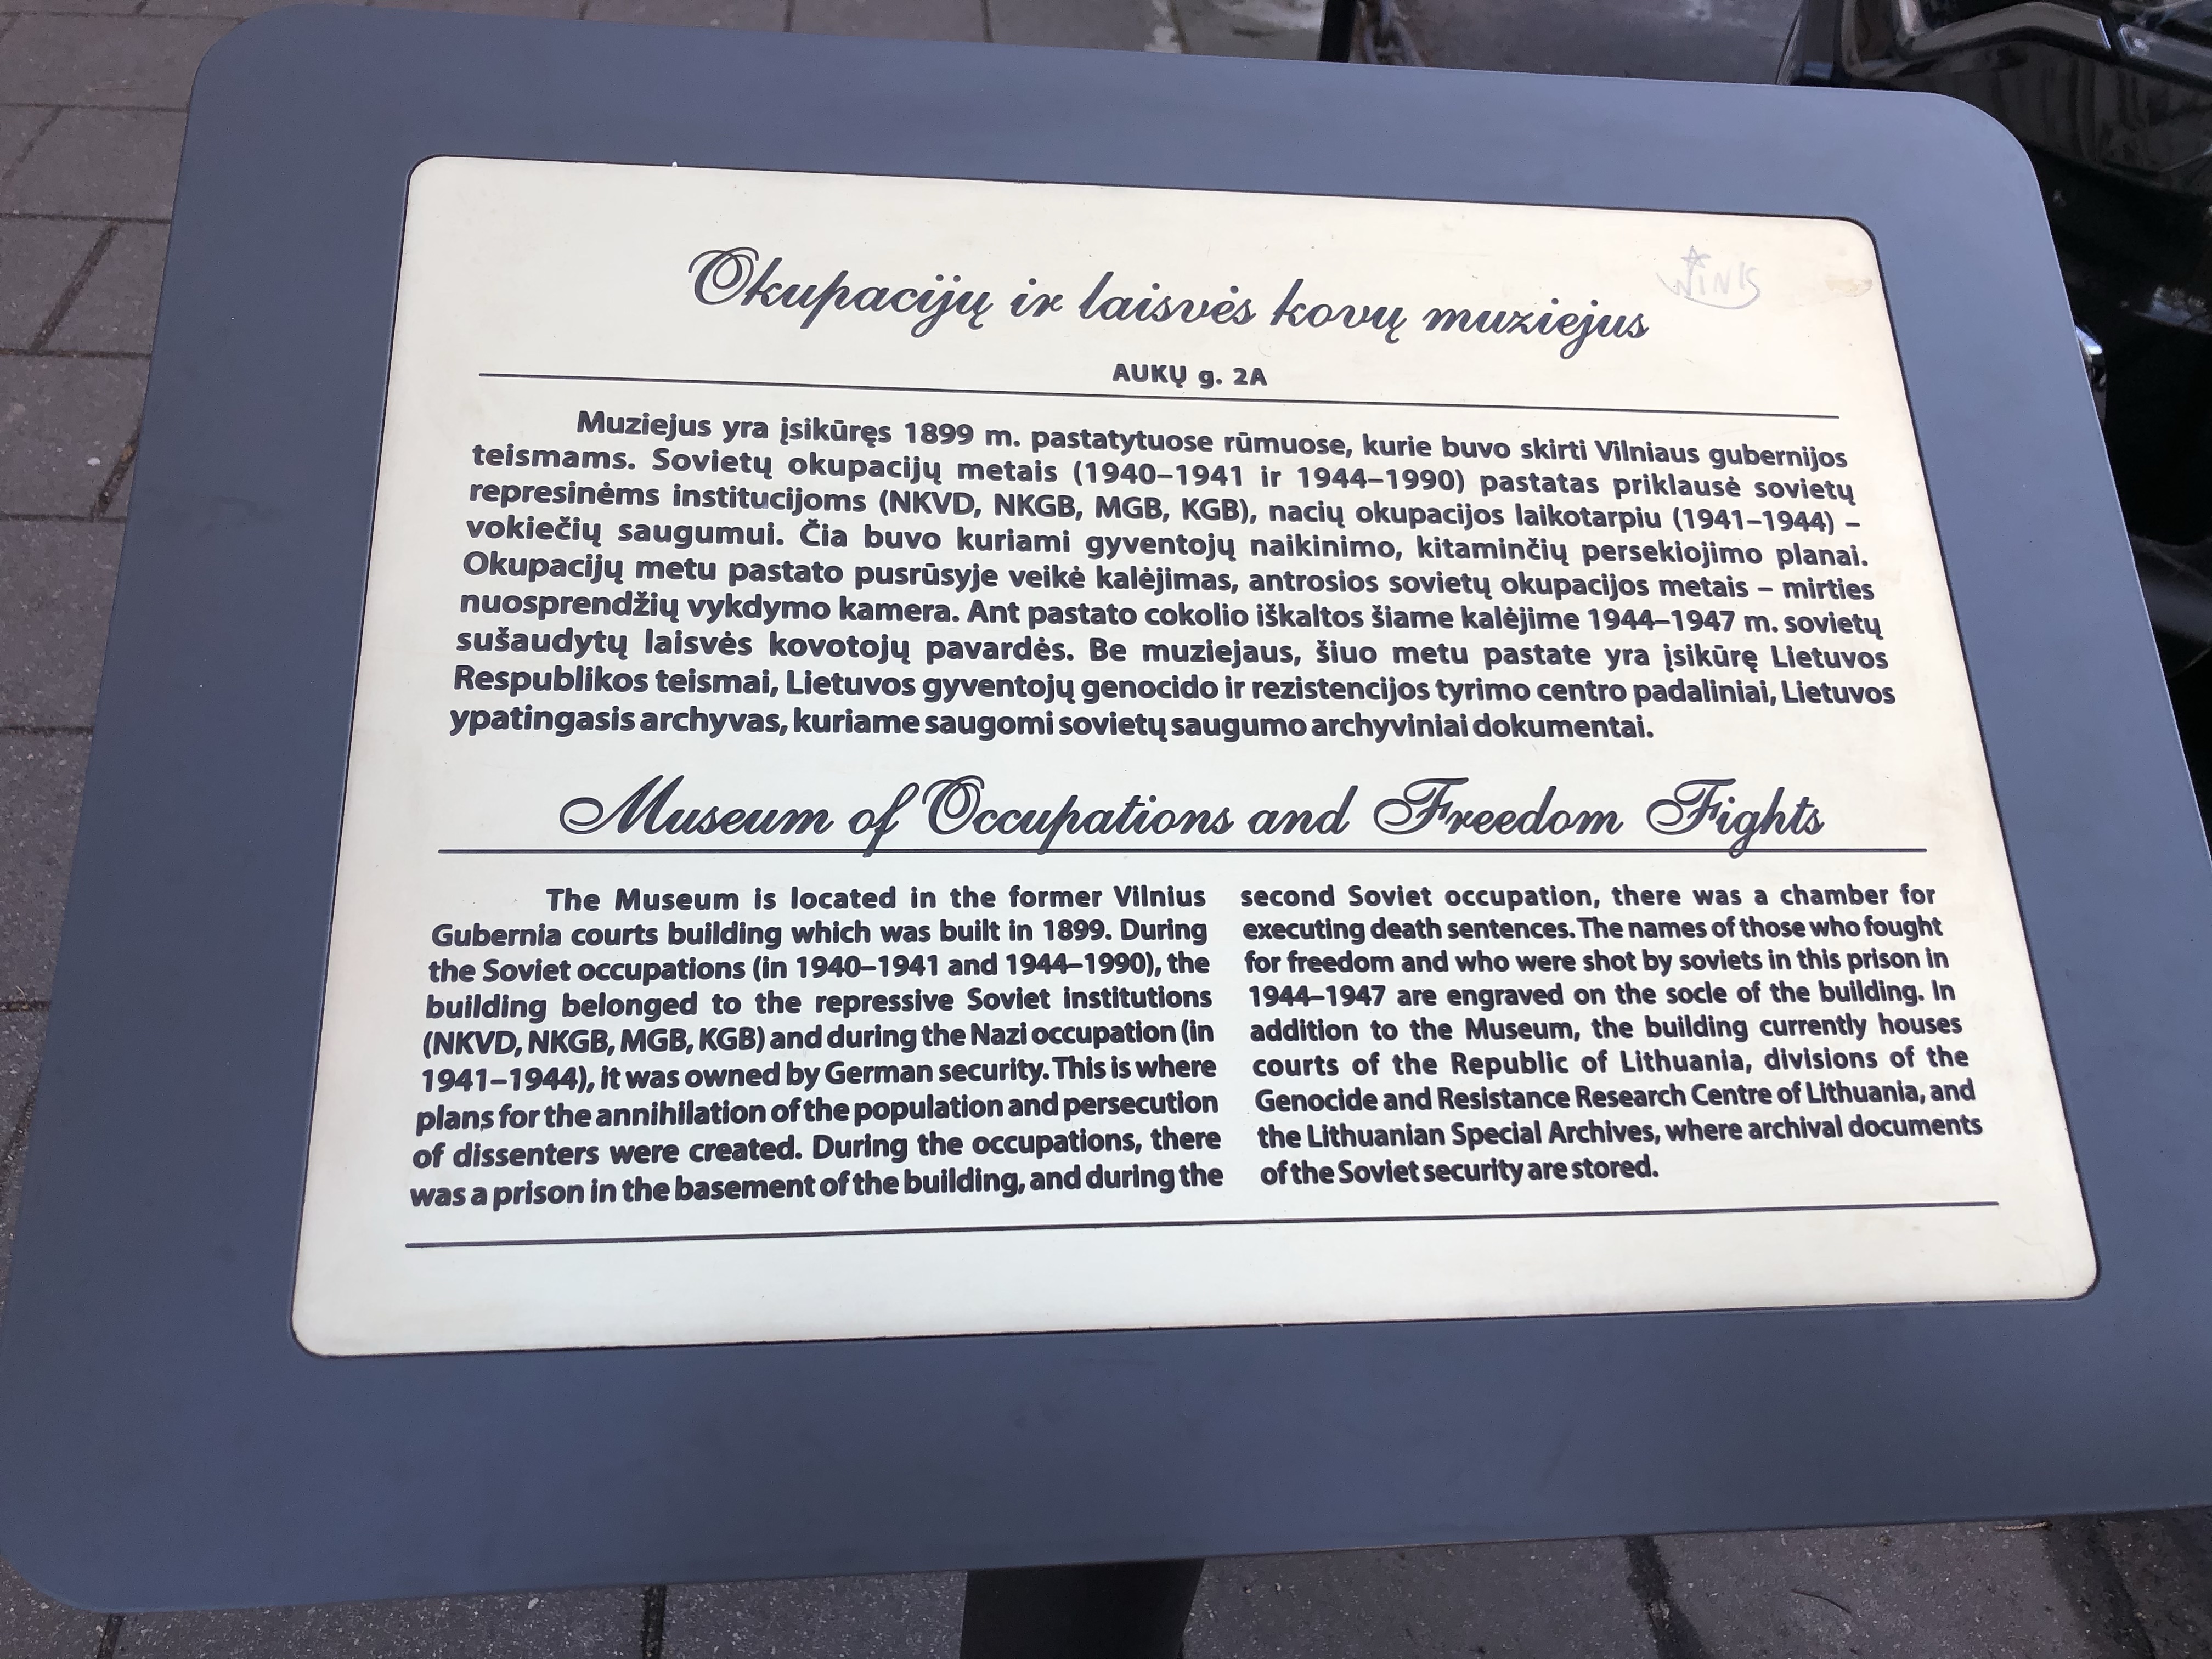 Okupacijų ir laisvės kovų muziejus
WINK
AUKŲ g. 2A
Muziejus yra įsikūręs 1899 m. pastatytuose rūmuose, kurie buvo skirti Vilniaus gubernijos
teismams. Sovietų okupacijų metais (1940–1941 ir 1944–1990) pastatas priklausė sovietų
represinėms institucijoms (NKVD, NKGB, MGB, KGB), nacių okupacijos laikotarpiu (1941–1944) –
vokiečių saugumui. Čia buvo kuriami gyventojų naikinimo, kitaminčių persekiojimo planai.
Okupacijų metu pastato pusrūsyje veikė kalėjimas, antrosios sovietų okupacijos metais – mirties
nuosprendžių vykdymo kamera. Ant pastato cokolio iškaltos šiame kalėjime 1944–1947 m. sovietų
sušaudytų laisvės kovotojų pavardės. Be muziejaus, šiuo metu pastate yra įsikūrę Lietuvos
Respublikos teismai, Lietuvos gyventojų genocido ir rezistencijos tyrimo centro padaliniai, Lietuvos
ypatingasis archyvas, kuriame saugomi sovietų saugumo archyviniai dokumentai.
Museum of Occupations and Freedom Fights
The Museum is located in the former Vilnius
Gubernia courts building which was built in 1899. During
the Soviet occupations (in 1940–1941 and 1944–1990), the
building belonged to the repressive Soviet institutions
(NKVD, NKGB, MGB, KGB) and during the Nazi occupation (in
1941–1944), it was owned by German security. This is where
plans for the annihilation of the population and persecution
of dissenters were created. During the occupations, there
was a prison in the basement of the building, and during the
second Soviet occupation, there was a chamber for
executing death sentences. The names of those who fought
for freedom and who were shot by soviets in this prison in
1944–1947 are engraved on the socle of the building. In
addition to the Museum, the building currently houses
courts of the Republic of Lithuania, divisions of the
Genocide and Resistance Research Centre of Lithuania, and
the Lithuanian Special Archives, where archival documents
of the Soviet security are stored.